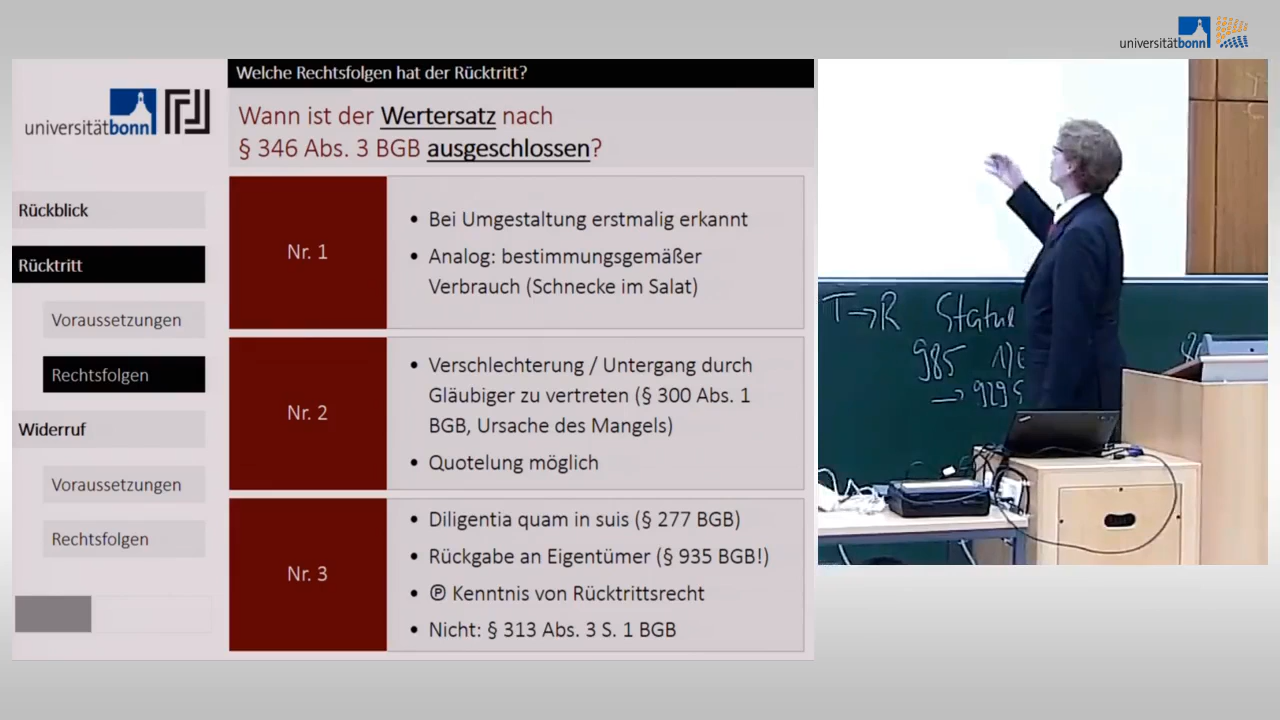 universitätbonn
Welche Rechtsfolgen hat der Rücktritt?
universitätbonn
Wann ist der Wertersatz nach
§ 346 Abs. 3 BGB ausgeschlossen?
Rückblick
Rücktritt
Voraussetzungen
Rechtsfolgen
Widerruf
Voraussetzungen
Rechtsfolgen
Nr. 1
• Bei Umgestaltung erstmalig erkannt
• Analog: bestimmungsgemäßer
Verbrauch (Schnecke im Salat)
Nr. 2
• Verschlechterung / Untergang durch
Gläubiger zu vertreten (§ 300 Abs. 1
BGB, Ursache des Mangels)
• Quotelung möglich
Nr. 3
• Diligentia quam in suis (§ 277 BGB)
• Rückgabe an Eigentümer (§ 935 BGB!)
• ℗ Kenntnis von Rücktrittsrecht
• Nicht: § 313 Abs. 3 S. 1 BGB
T→R Statue
985 1)
→ 929 S